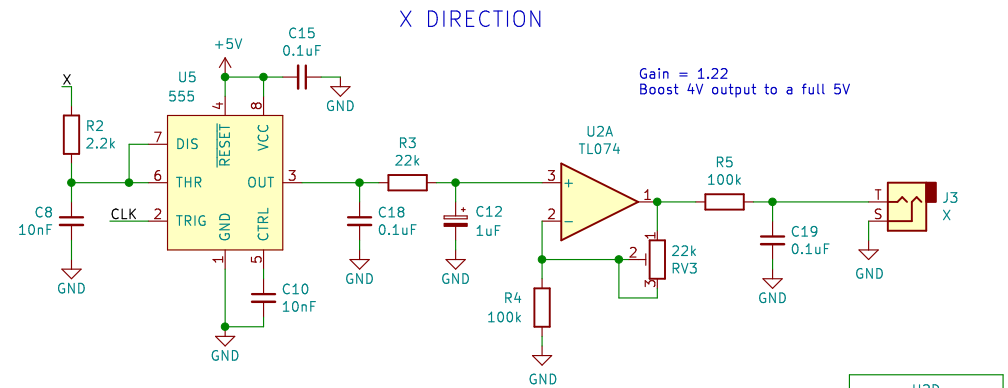 X DIRECTION
+5V
C15
0.1uF
GND
Gain = 1.22
Boost 4V output to a full 5V
X
R2
2.2k
C8
10nF
GND
CLK
U5
555
4
8
7
6
2
3
1
5
DIS
THR
TRIG
RESET
VCC
OUT
GND
CTRL
C10
10nF
GND
R3
22k
C18
0.1uF
GND
C12
+
1uF
GND
U2A
TL074
3
+
2
−
1
R4
100k
GND
1
2
3
22k
RV3
R5
100k
C19
0.1uF
GND
T
S
J3
X
GND